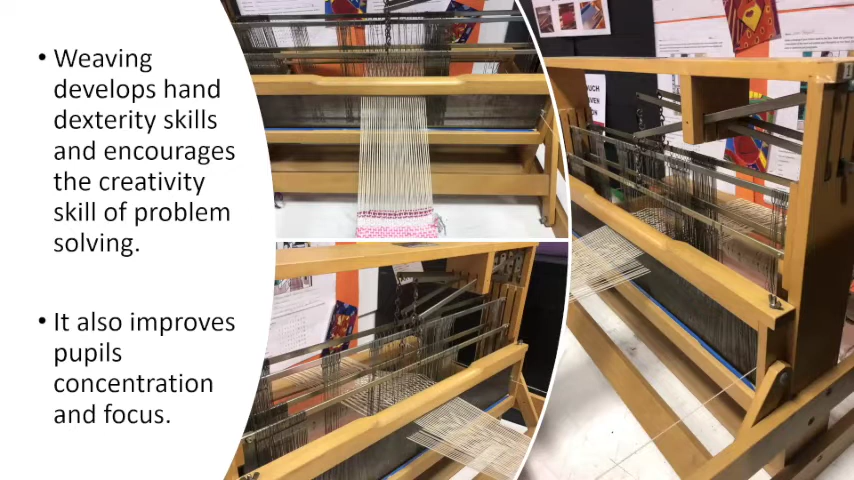 • Weaving
develops hand
dexterity skills
and encourages
the creativity
skill of problem
solving.
• It also improves
pupils
concentration
and focus.